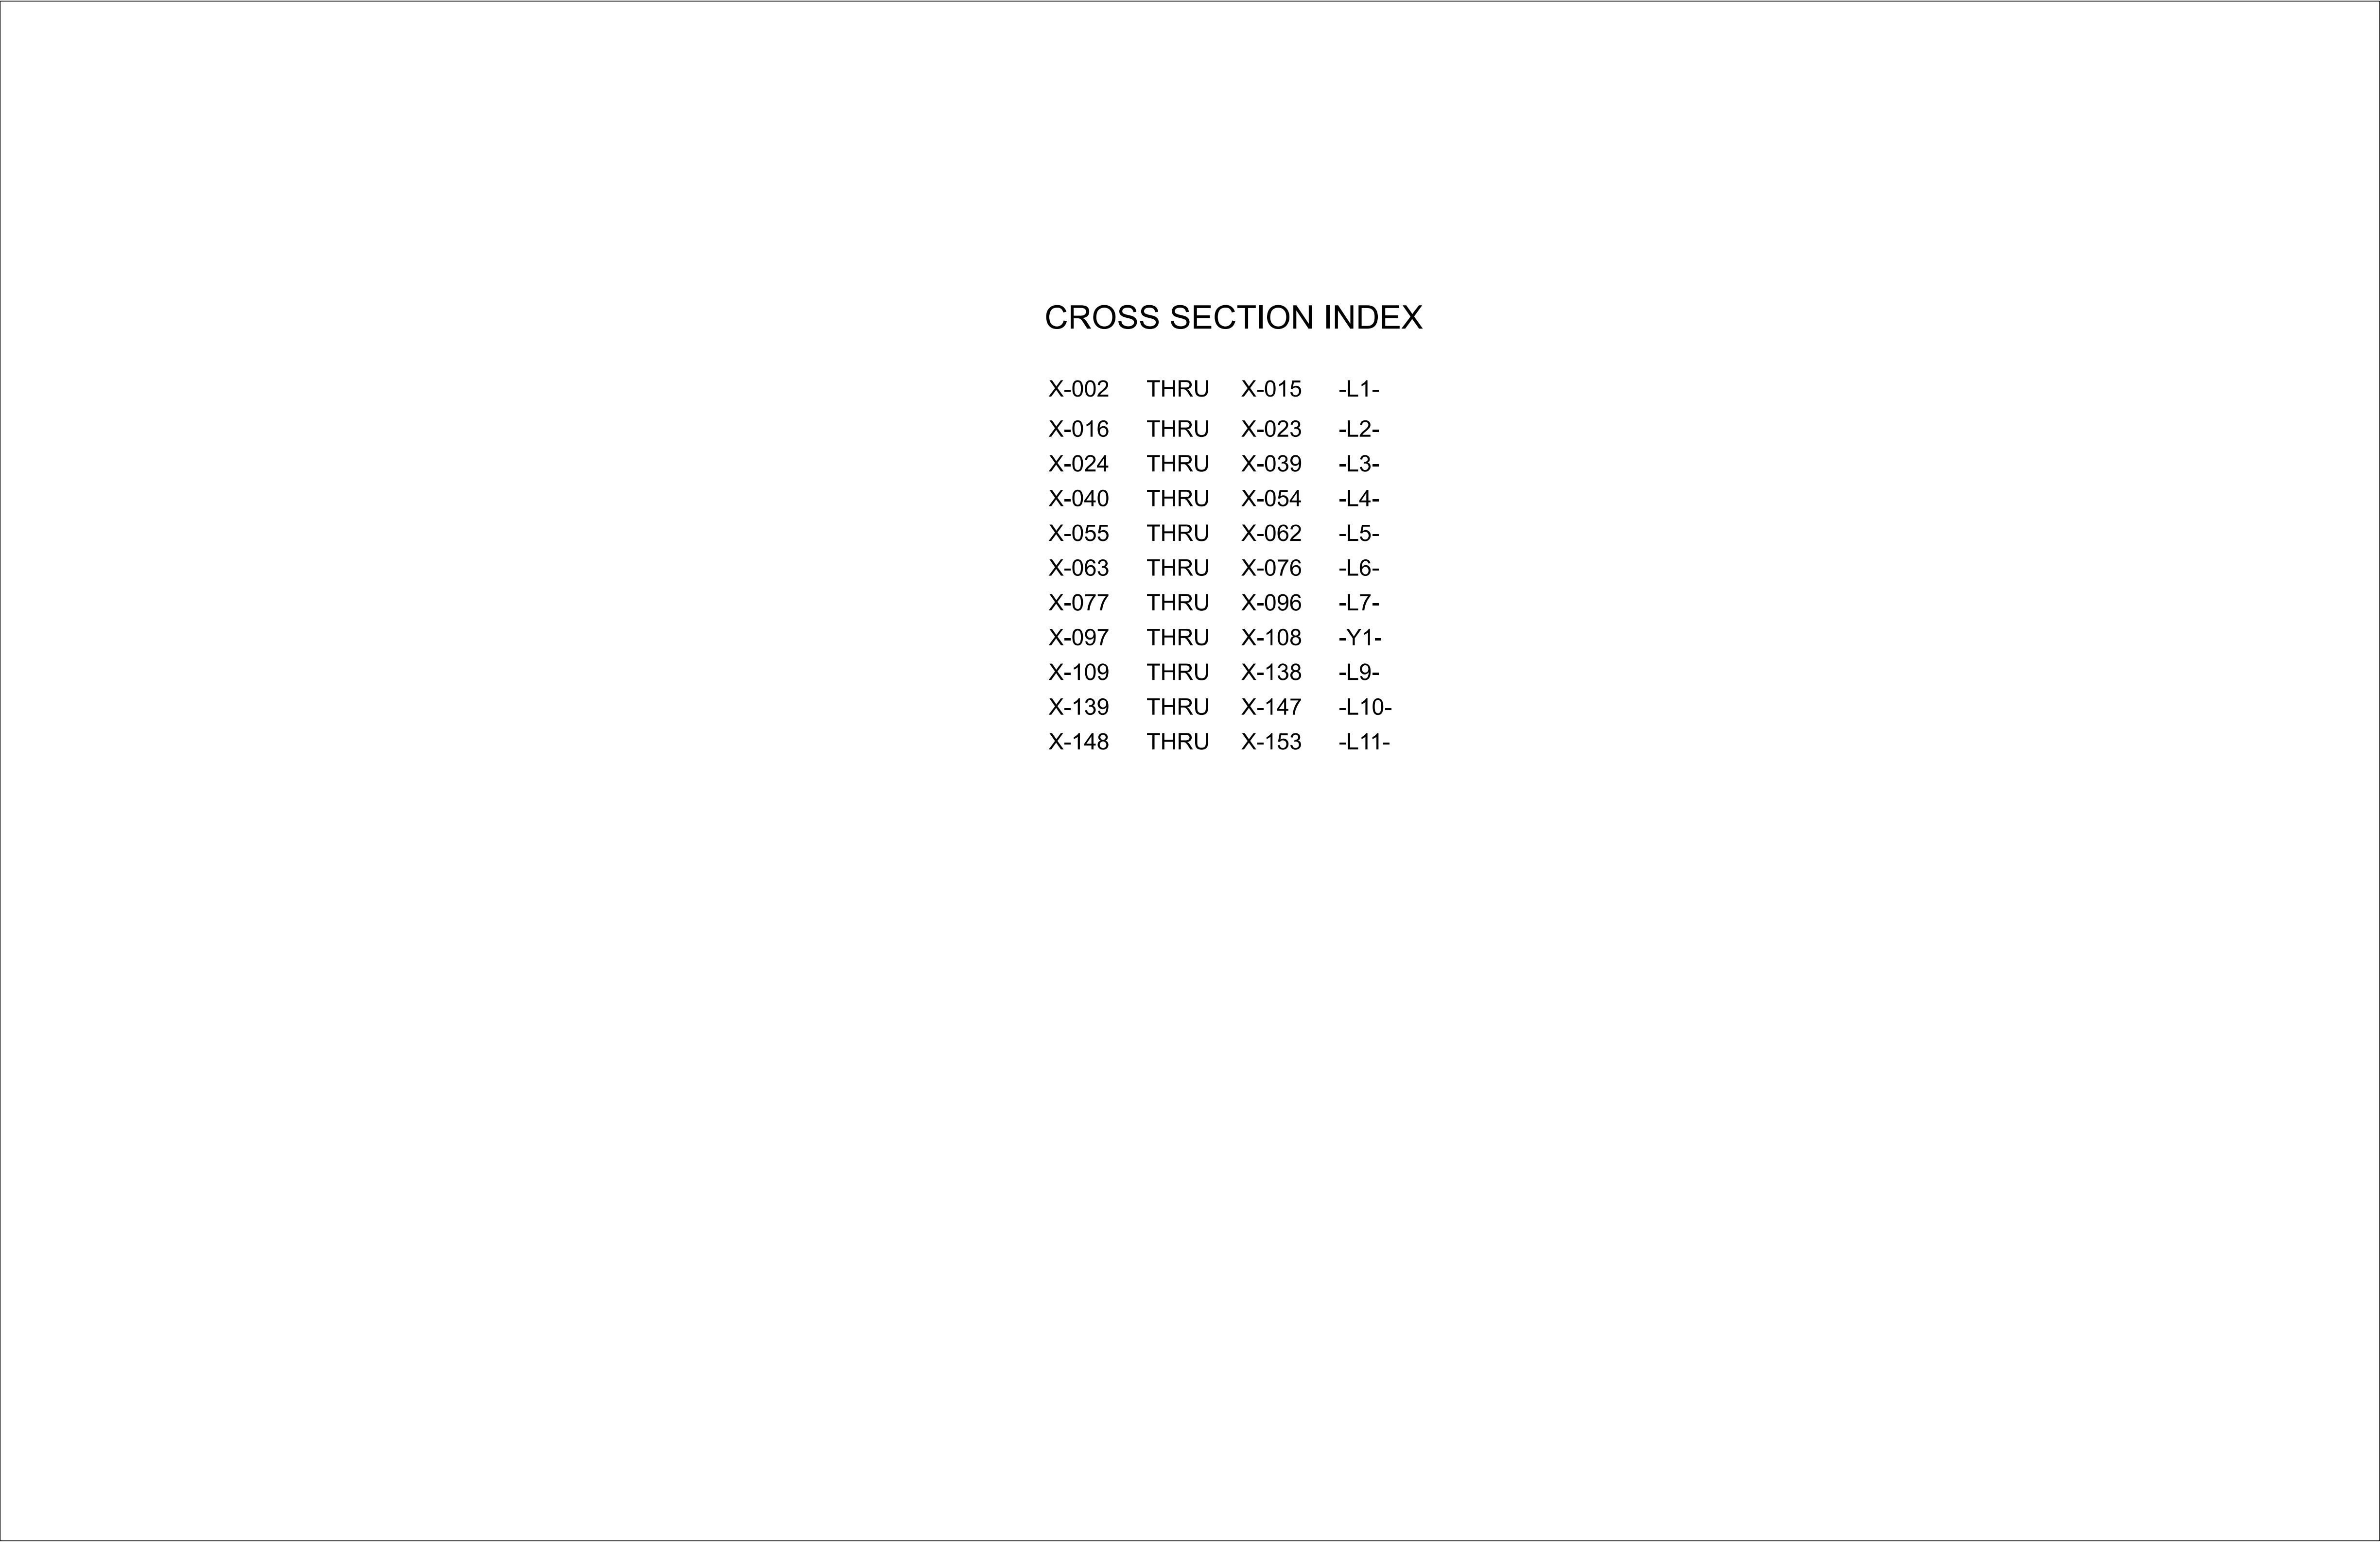 CROSS SECTION INDEX
X-002 THRU X-015 -L1-
X-016 THRU X-023 -L2-
X-024 THRU X-039 -L3-
X-040 THRU X-054 -L4-
X-055 THRU X-062 -L5-
X-063 THRU X-076 -L6-
X-077 THRU X-096 -L7-
X-097 THRU X-108 -Y1-
X-109 THRU X-138 -L9-
X-139 THRU X-147 -L10-
X-148 THRU X-153 -L11-